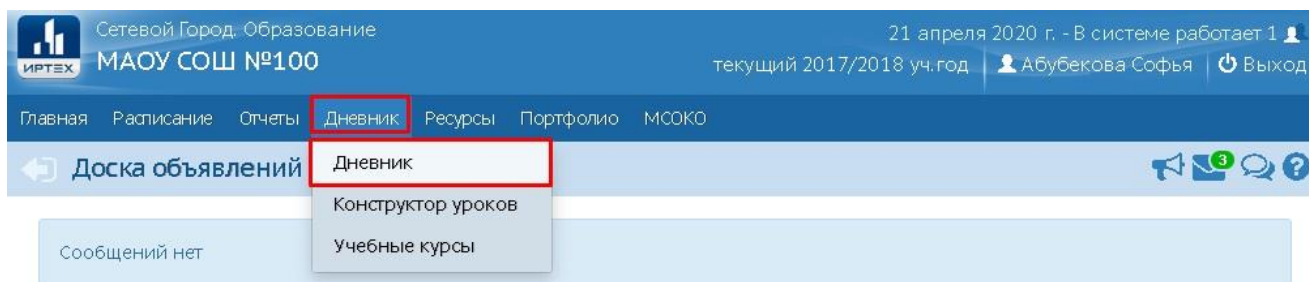 Сетевой Город. Образование
21 апреля 2020 г. - В системе работает 1
ИРТЕХ
МАОУ СОШ №100
текущий 2017/2018 уч.год
Абубекова Софья
Выход
Главная Расписание Отчеты Дневник Ресурсы Портфолио МСОКО
Доска объявлений
3
Дневник
Конструктор уроков
Учебные курсы
Сообщений нет